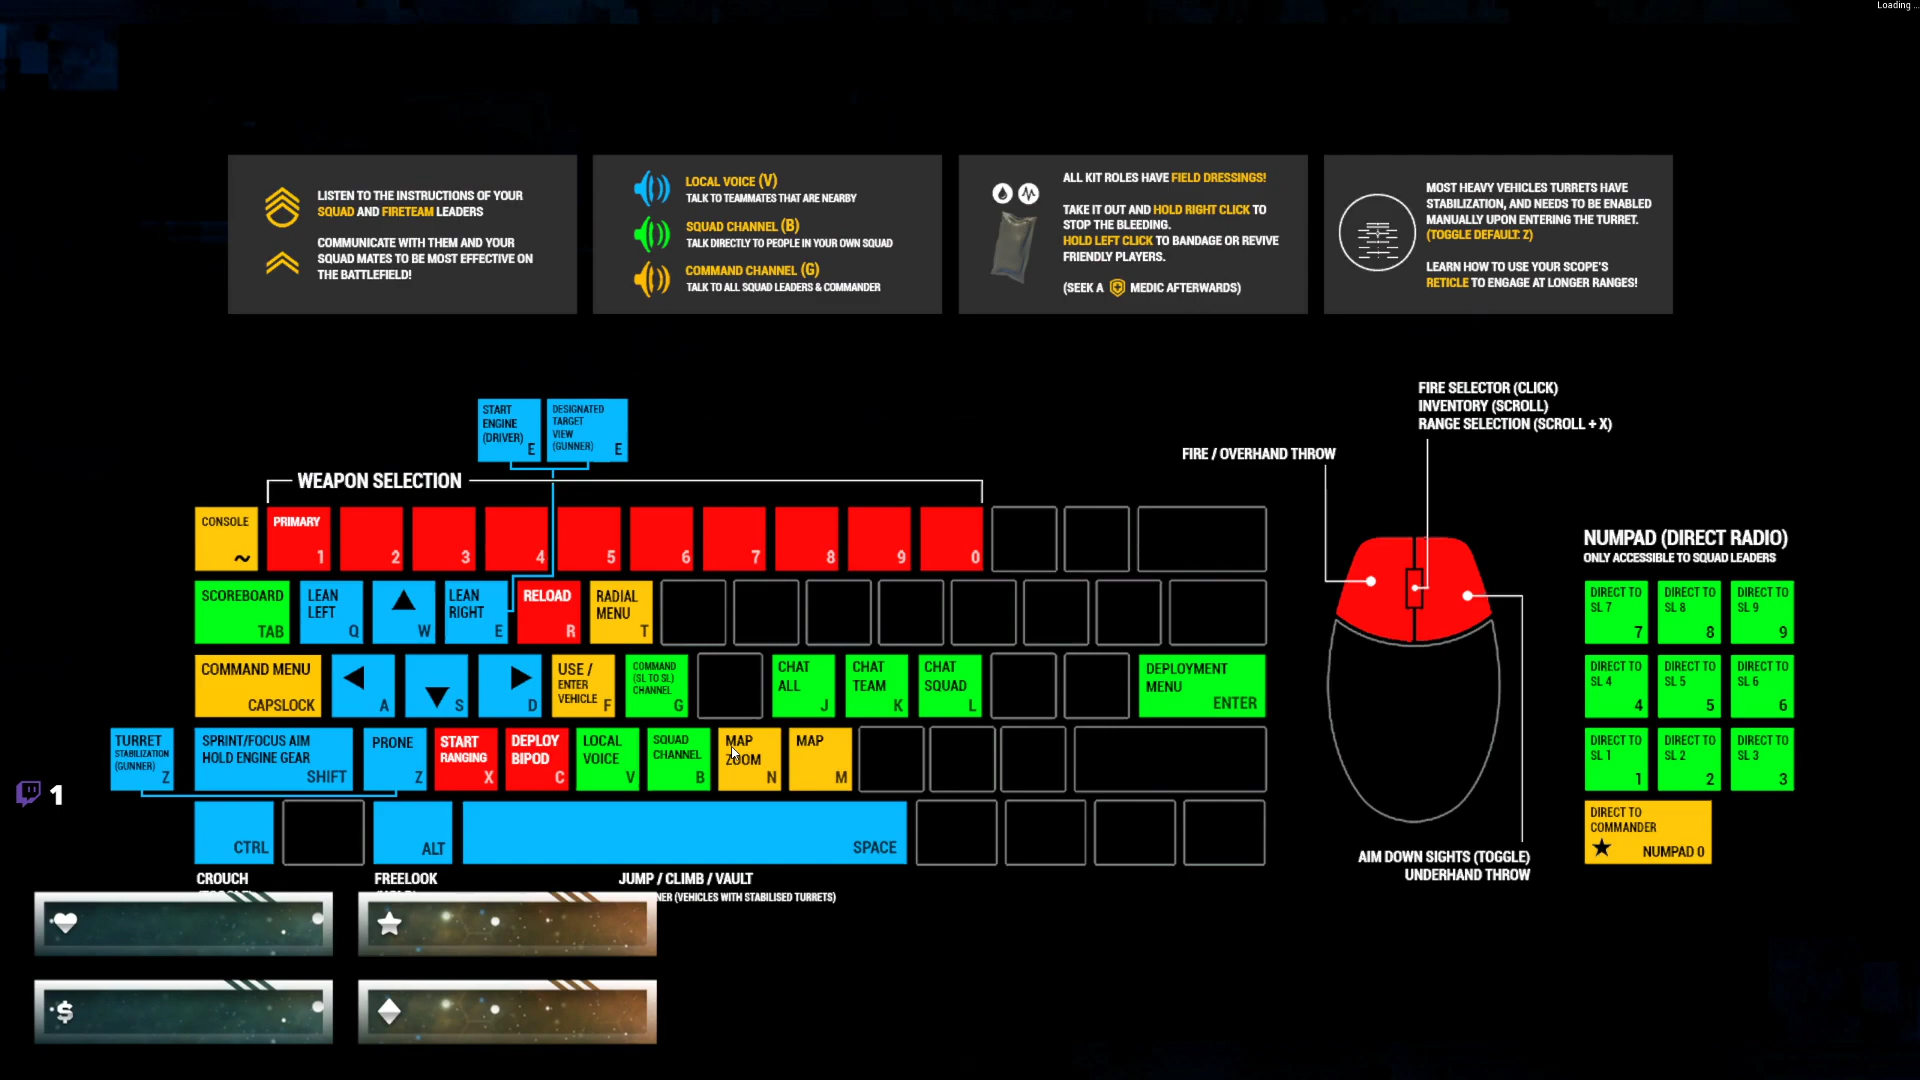 Loading ...
LISTEN TO THE INSTRUCTIONS OF YOUR
SQUAD AND FIRETEAM LEADERS
COMMUNICATE WITH THEM AND YOUR
SQUAD MATES TO BE MOST EFFECTIVE ON
THE BATTLEFIELD!
LOCAL VOICE (V)
TALK TO TEAMMATES THAT ARE NEARBY
SQUAD CHANNEL (B)
TALK DIRECTLY TO PEOPLE IN YOUR OWN SQUAD
COMMAND CHANNEL (G)
TALK TO ALL SQUAD LEADERS & COMMANDER
ALL KIT ROLES HAVE FIELD DRESSINGS!
TAKE IT OUT AND HOLD RIGHT CLICK TO
STOP THE BLEEDING.
HOLD LEFT CLICK TO BANDAGE OR REVIVE
FRIENDLY PLAYERS.
(SEEK A MEDIC AFTERWARDS)
MOST HEAVY VEHICLES TURRETS HAVE
STABILIZATION, AND NEEDS TO BE ENABLED
MANUALLY UPON ENTERING THE TURRET.
(TOGGLE DEFAULT: Z)
LEARN HOW TO USE YOUR SCOPE'S
RETICLE TO ENGAGE AT LONGER RANGES!
START
ENGINE
(DRIVER) E
DESIGNATED
TARGET
VIEW
(GUNNER) E
WEAPON SELECTION
CONSOLE
~
PRIMARY
1
2
3
4
5
6
7
8
9
0
SCOREBOARD
TAB
LEAN
LEFT
Q
W
LEAN
RIGHT
E
RELOAD
R
RADIAL
MENU
T
COMMAND MENU
CAPSLOCK
A
S
D
USE /
ENTER
VEHICLE F
COMMAND
(SL TO SL)
CHANNEL
G
CHAT
ALL
J
CHAT
TEAM
K
CHAT
SQUAD
L
DEPLOYMENT
MENU
ENTER
TURRET
STABILIZATION
(GUNNER) Z
SPRINT/FOCUS AIM
HOLD ENGINE GEAR
SHIFT
PRONE
Z
START
RANGING
X
DEPLOY
BIPOD
C
LOCAL
VOICE
V
SQUAD
CHANNEL
B
MAP
ZOOM
N
MAP
M
CTRL
ALT
SPACE
CROUCH
FREELOOK
JUMP / CLIMB / VAULT
(VEHICLES WITH STABILISED TURRETS)
1
FIRE SELECTOR (CLICK)
INVENTORY (SCROLL)
RANGE SELECTION (SCROLL + X)
FIRE / OVERHAND THROW
AIM DOWN SIGHTS (TOGGLE)
UNDERHAND THROW
NUMPAD (DIRECT RADIO)
ONLY ACCESSIBLE TO SQUAD LEADERS
DIRECT TO
SL 7
7
DIRECT TO
SL 8
8
DIRECT TO
SL 9
9
DIRECT TO
SL 4
4
DIRECT TO
SL 5
5
DIRECT TO
SL 6
6
DIRECT TO
SL 1
1
DIRECT TO
SL 2
2
DIRECT TO
SL 3
3
DIRECT TO
COMMANDER
NUMPAD 0